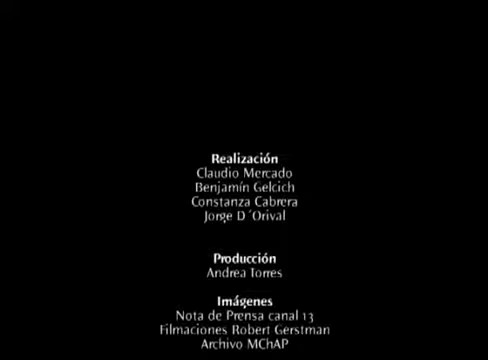 Realización
Claudio Mercado
Benjamín Gelcich
Constanza Cabrera
Jorge D´Orival
Producción
Andrea Torres
Imágenes
Nota de Prensa canal 13
Filmaciones Robert Gerstman
Archivo MChAP